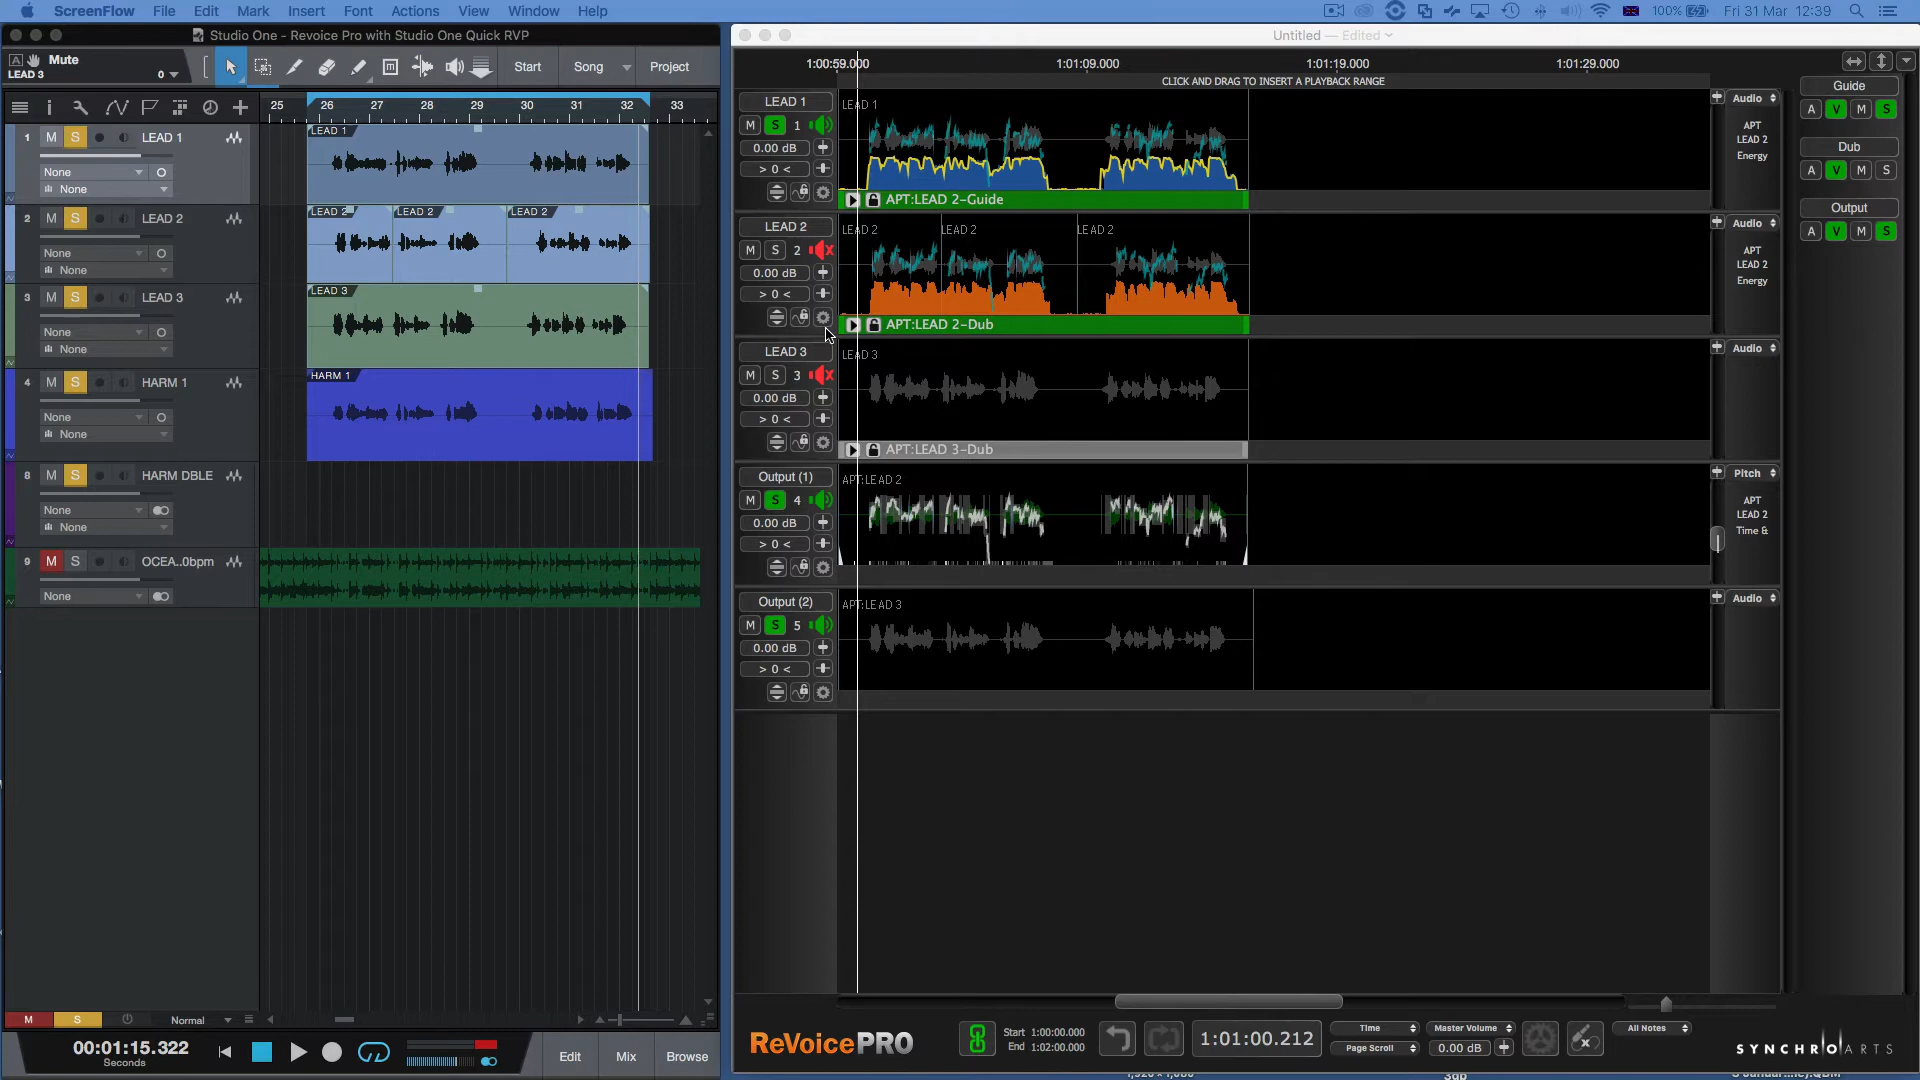 ScreenFlow File Edit Mark Insert Font Actions View Window Help
100% Fri 31 Mar 12:39
Studio One - Revoice Pro with Studio One Quick RVP
A Mute
LEAD 3 0
Start Song Project
25 26 27 28 29 30 31 32 33
1 M S LEAD 1
None
None
LEAD 1
2 M S LEAD 2
None
None
LEAD 2 LEAD 2 LEAD 2
3 M S LEAD 3
None
None
LEAD 3
4 M S HARM 1
None
None
HARM 1
8 M S HARM DBLE
None
None
9 M S OCEA..0bpm
None
M S Normal
00:01:15.322
Seconds
Edit Mix Browse
Untitled — Edited
1:00:59.000 1:01:09.000 1:01:19.000 1:01:29.000
CLICK AND DRAG TO INSERT A PLAYBACK RANGE
LEAD 1
M S 1
0.00 dB
> 0 <
LEAD 1
APT:LEAD 2-Guide
Audio
APT
LEAD 2
Energy
LEAD 2
M S 2
0.00 dB
> 0 <
LEAD 2 LEAD 2 LEAD 2
APT:LEAD 2-Dub
Audio
APT
LEAD 2
Energy
LEAD 3
M S 3
0.00 dB
> 0 <
LEAD 3
APT:LEAD 3-Dub
Audio
Output (1)
M S 4
0.00 dB
> 0 <
APT:LEAD 2
Pitch
APT
LEAD 2
Time &
Output (2)
M S 5
0.00 dB
> 0 <
APT:LEAD 3
Audio
Guide
A V M S
Dub
A V M S
Output
A V M S
ReVoicePRO
Start 1:00:00.000
End 1:02:00.000
1:01:00.212
Time
Page Scroll
Master Volume
0.00 dB
All Notes
SYNCHROARTS